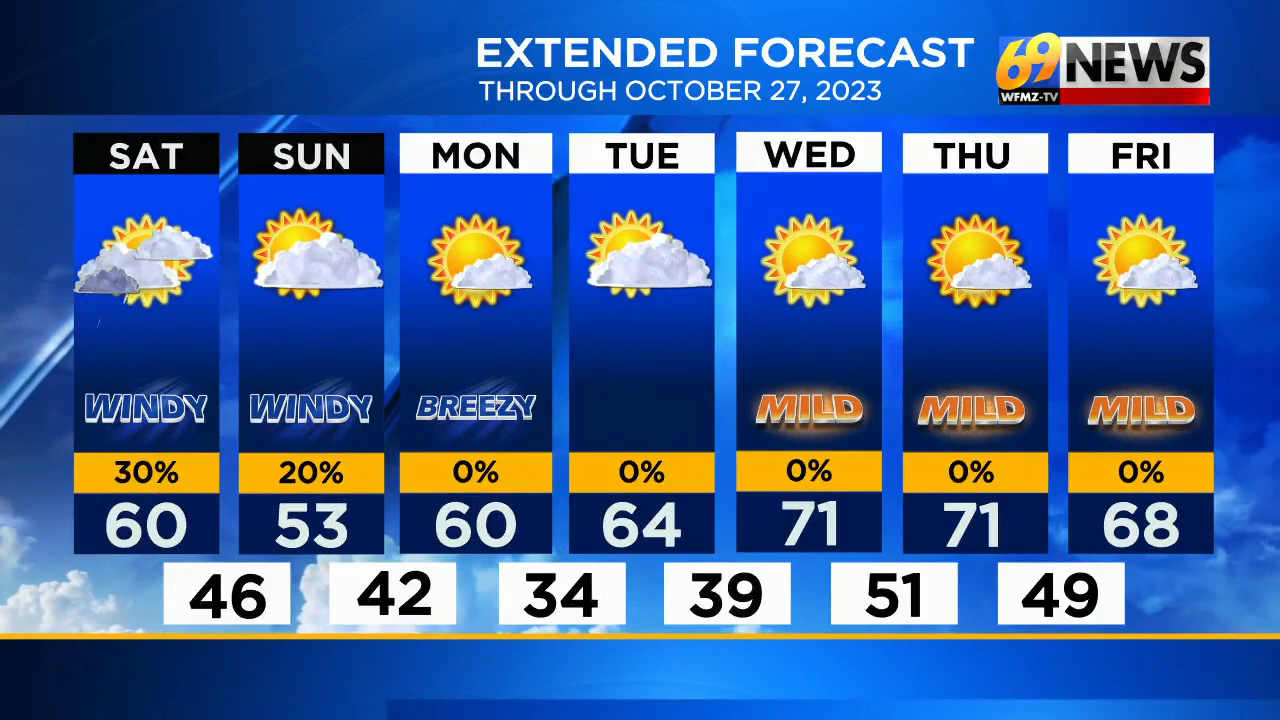 EXTENDED FORECAST
THROUGH OCTOBER 27, 2023
69 NEWS
WFMZ-TV
SAT SUN MON TUE WED THU FRI
WINDY WINDY BREEZY MILD MILD MILD
30% 20% 0% 0% 0% 0% 0%
60 53 60 64 71 71 68
46 42 34 39 51 49